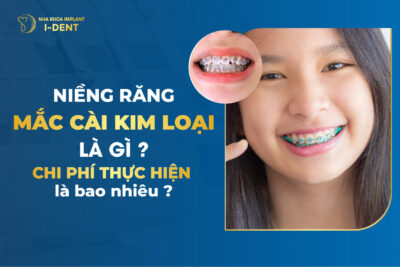 NHA KHOA IMPLANT
I-DENT
NIỀNG RĂNG
MẮC CÀI KIM LOẠI
LÀ GÌ ?
CHI PHÍ THỰC HIỆN
là bao nhiêu ?